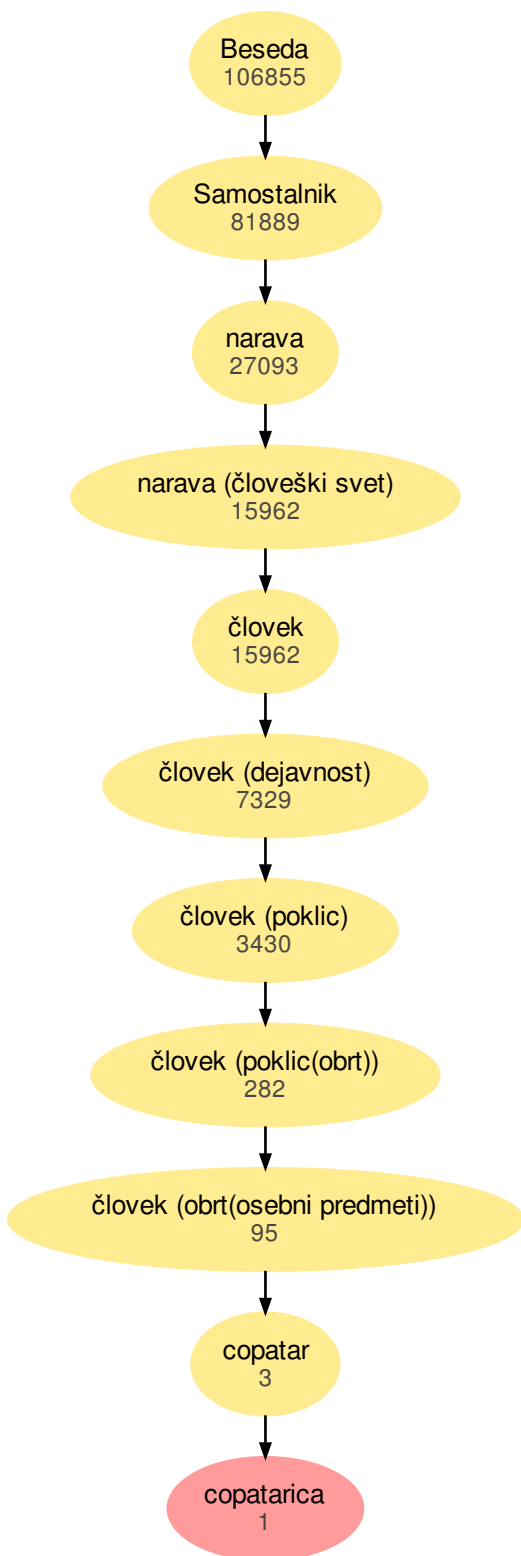 Beseda
106855
Samostalnik
81889
narava
27093
narava (človeški svet)
15962
človek
15962
človek (dejavnost)
7329
človek (poklic)
3430
človek (poklic(obrt))
282
človek (obrt(osebni predmeti))
95
copatar
3
copatarica
1